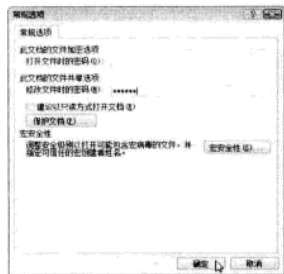 常规选项
常规选项
此文档的文件加密选项
打开文件时的密码(O):
此文档的文件共享选项
修改文件时的密码(M): ******
建议以只读方式打开文档(E)
保护文档(P)...
宏安全性
调整安全级别以打开可能包含宏病毒的文件，并
指定可信任的宏创建者姓名。
宏安全性(S)...
确定
取消